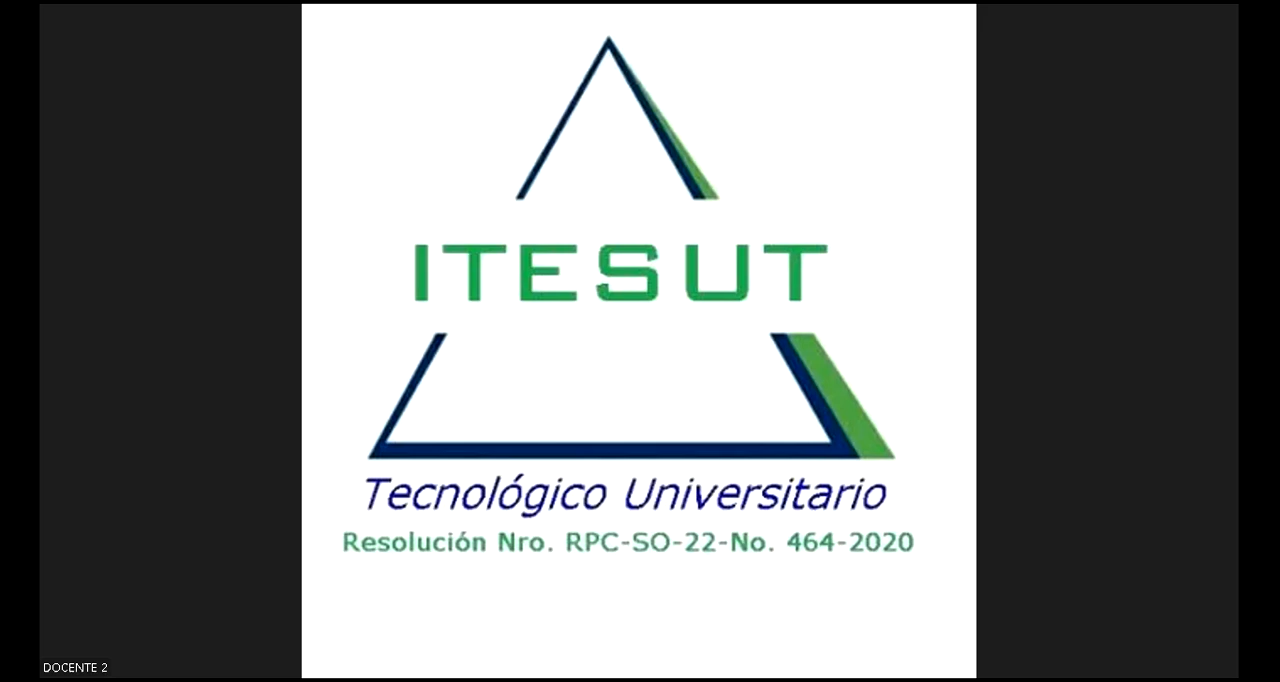 ITESUT
Tecnológico Universitario
Resolución Nro. RPC-SO-22-No. 464-2020
DOCENTE 2